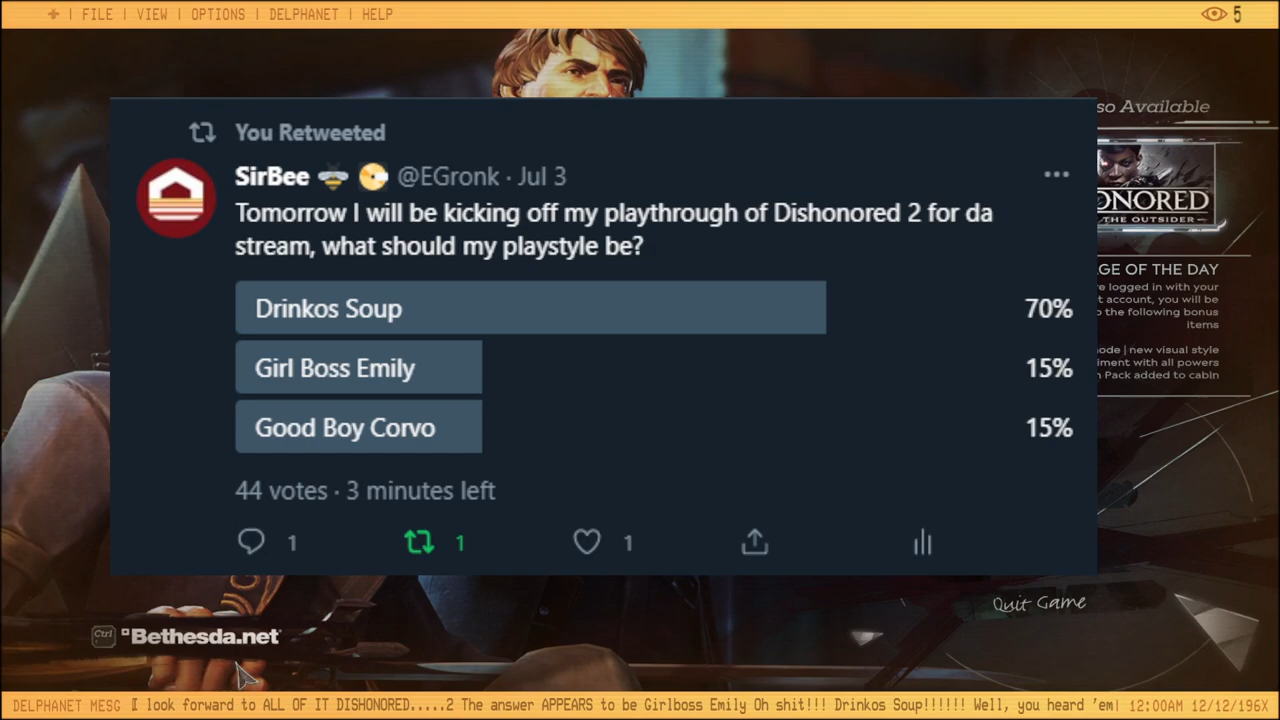 FILE | VIEW | OPTIONS | DELPHANET | HELP
5
so Available
You Retweeted
SirBee @EGronk · Jul 3
Tomorrow I will be kicking off my playthrough of Dishonored 2 for da
stream, what should my playstyle be?
ONORED
THE OUTSIDER
Drinkos Soup 70%
Girl Boss Emily 15%
Good Boy Corvo 15%
44 votes · 3 minutes left
1 1 1
GE OF THE DAY
e logged in with your
t account, you will be
the following bonus
items
ode | new visual style
iment with all powers
Pack added to cabin
Quit Game
Ctrl Bethesda.net
DELPHANET MESG I look forward to ALL OF IT DISHONORED.....2 The answer APPEARS to be Girlboss Emily Oh shit!!! Drinkos Soup!!!!!! Well, you heard 'em| 12:00AM 12/12/196X